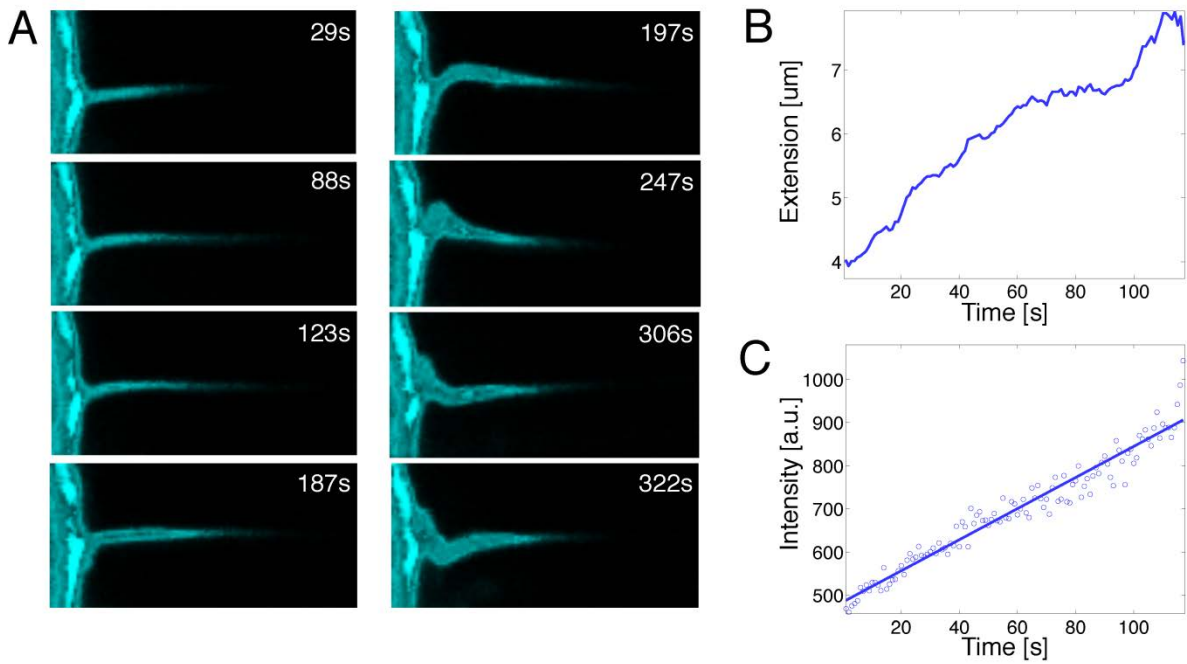 A
29s
88s
123s
187s
197s
247s
306s
322s
B
Extension [um]
7
6
5
4
20 40 60 80 100
Time [s]
C
Intensity [a.u.]
1000
900
800
700
600
500
20 40 60 80 100
Time [s]